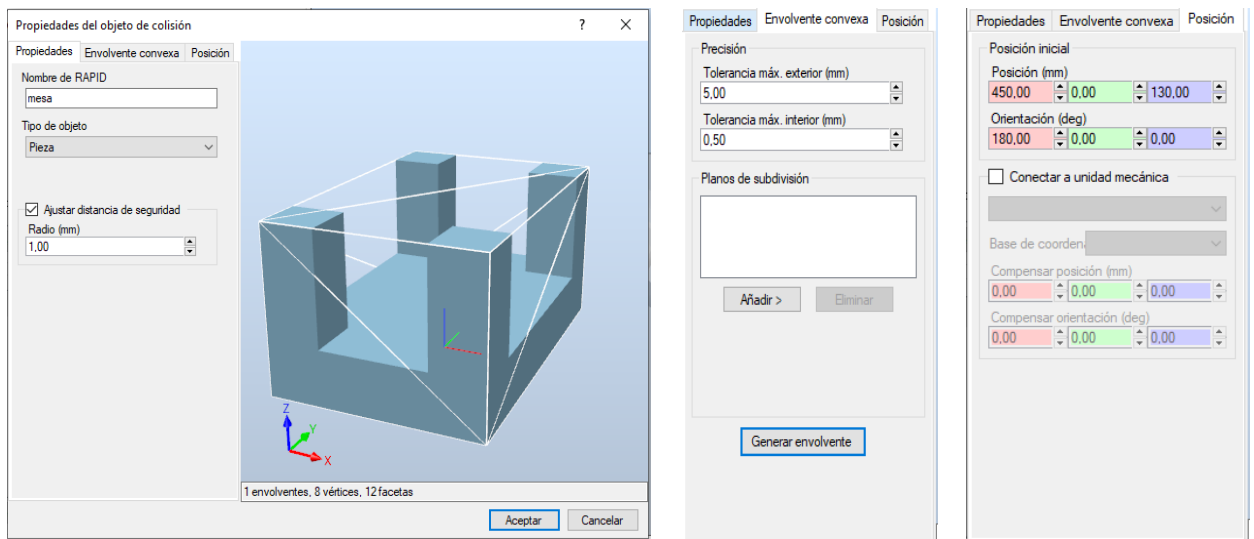 Propiedades del objeto de colisión
? ×
Propiedades Envolvente convexa Posición
Nombre de RAPID
mesa
Tipo de objeto
Pieza
Ajustar distancia de seguridad
Radio (mm)
1,00
Z
Y
X
1 envolventes, 8 vértices, 12 facetas
Aceptar Cancelar
Propiedades Envolvente convexa Posición
Precisión
Tolerancia máx. exterior (mm)
5,00
Tolerancia máx. interior (mm)
0,50
Planos de subdivisión
Añadir > Eliminar
Generar envolvente
Propiedades Envolvente convexa Posición
Posición inicial
Posición (mm)
450,00 0,00 130,00
Orientación (deg)
180,00 0,00 0,00
Conectar a unidad mecánica
Base de coorden
Compensar posición (mm)
0,00 0,00 0,00
Compensar orientación (deg)
0,00 0,00 0,00